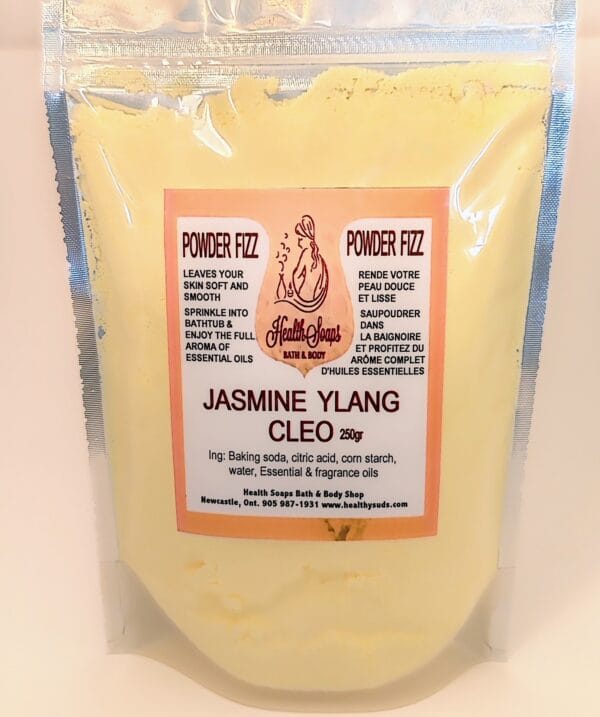 POWDER FIZZ
LEAVES YOUR
SKIN SOFT AND
SMOOTH
SPRINKLE INTO
BATHTUB &
ENJOY THE FULL
AROMA OF
ESSENTIAL OILS
Health Soaps
BATH & BODY
POWDER FIZZ
RENDE VOTRE
PEAU DOUCE
ET LISSE
SAUPOUDRER
DANS
LA BAIGNOIRE
ET PROFITEZ DU
ARÔME COMPLET
D'HUILES ESSENTIELLES
JASMINE YLANG
CLEO 250gr
Ing: Baking soda, citric acid, corn starch,
water, Essential & fragrance oils
Health Soaps Bath & Body Shop
Newcastle, Ont. 905 987-1931 www.healthysuds.com